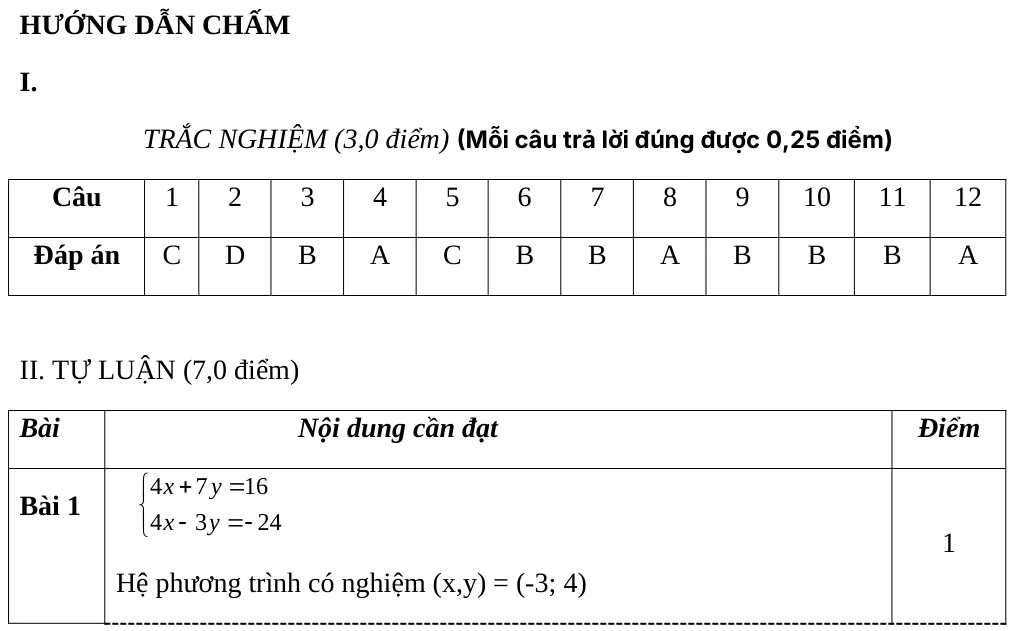 HƯỚNG DẪN CHẤM
I.
TRẮC NGHIỆM (3,0 điểm) (Mỗi câu trả lời đúng được 0,25 điểm)
Câu 1 2 3 4 5 6 7 8 9 10 11 12
Đáp án C D B A C B B A B B B A
II. TỰ LUẬN (7,0 điểm)
Bài Nội dung cần đạt Điểm
Bài 1
4x + 7y = 16
4x - 3y = - 24
1
Hệ phương trình có nghiệm (x,y) = (-3; 4)